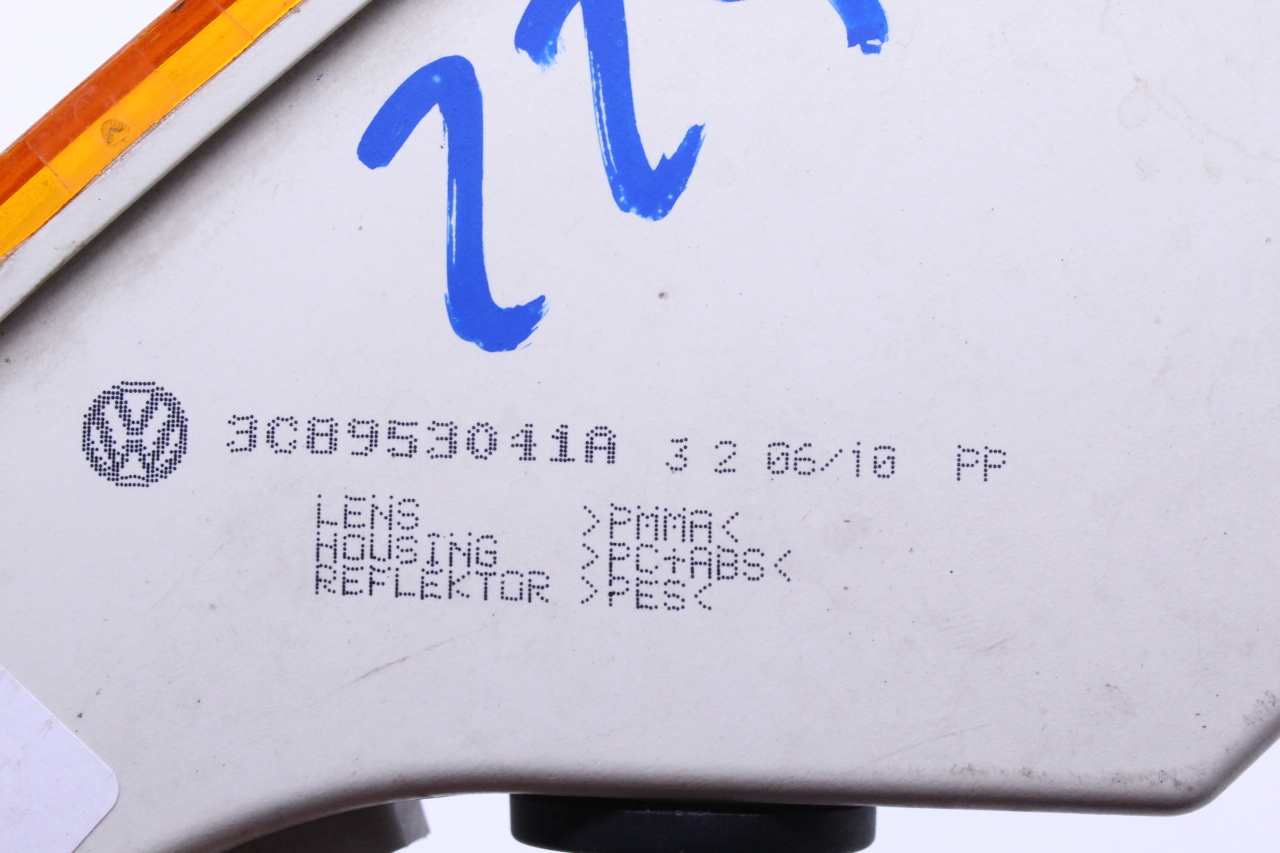 3C8953041A 3 2 06/10 PP
LENS >PMMA<
HOUSING >PC+ABS<
REFLEKTOR >PES<